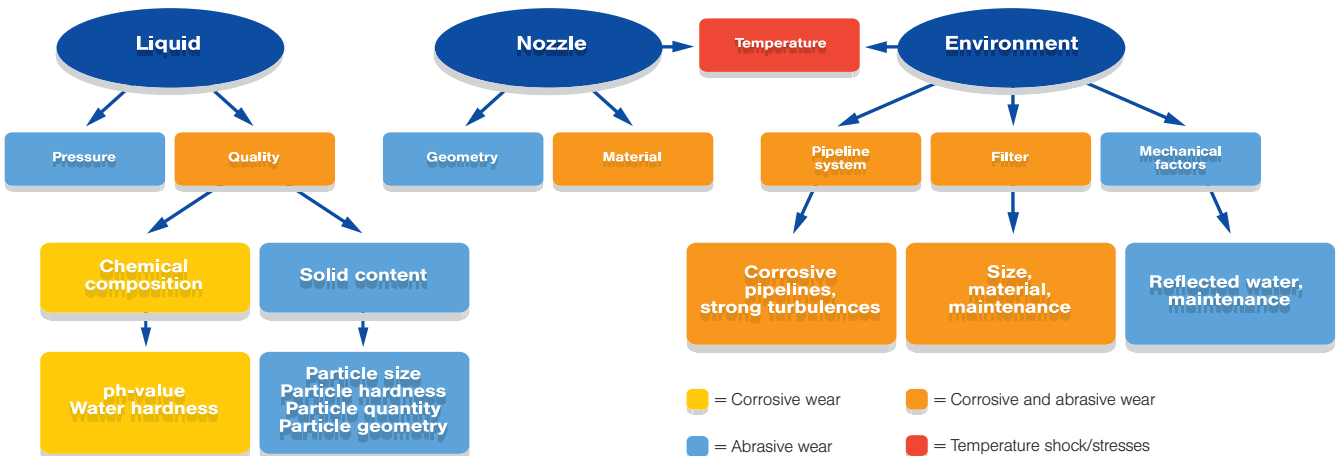 Liquid
Nozzle
Temperature
Environment
Pressure
Quality
Geometry
Material
Pipeline
system
Filter
Mechanical
factors
Chemical
composition
Solid content
Corrosive
pipelines,
strong turbulences
Size,
material,
maintenance
Reflected water,
maintenance
ph-value
Water hardness
Particle size
Particle hardness
Particle quantity
Particle geometry
= Corrosive wear
= Corrosive and abrasive wear
= Abrasive wear
= Temperature shock/stresses